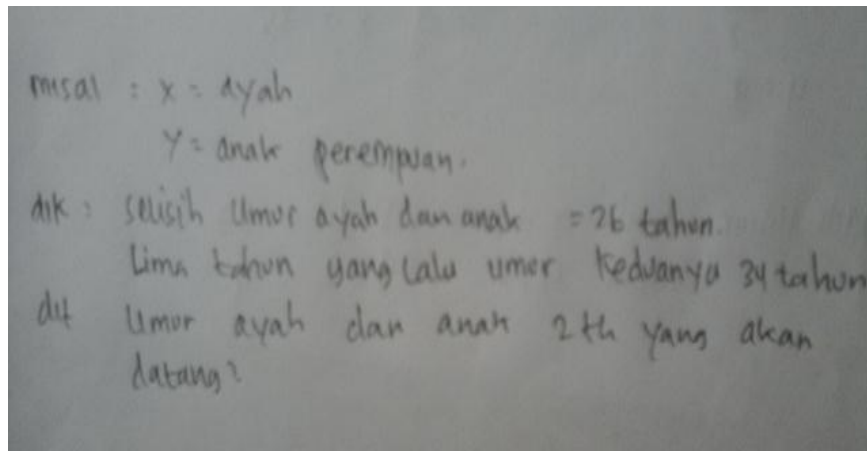 misal : x = ayah
y = anak perempuan.
dik : selisih Umur ayah dan anak = 26 tahun.
Lima tahun yang Lalu umur keduanya 34 tahun
dit Umur ayah dan anak 2 th yang akan
datang?